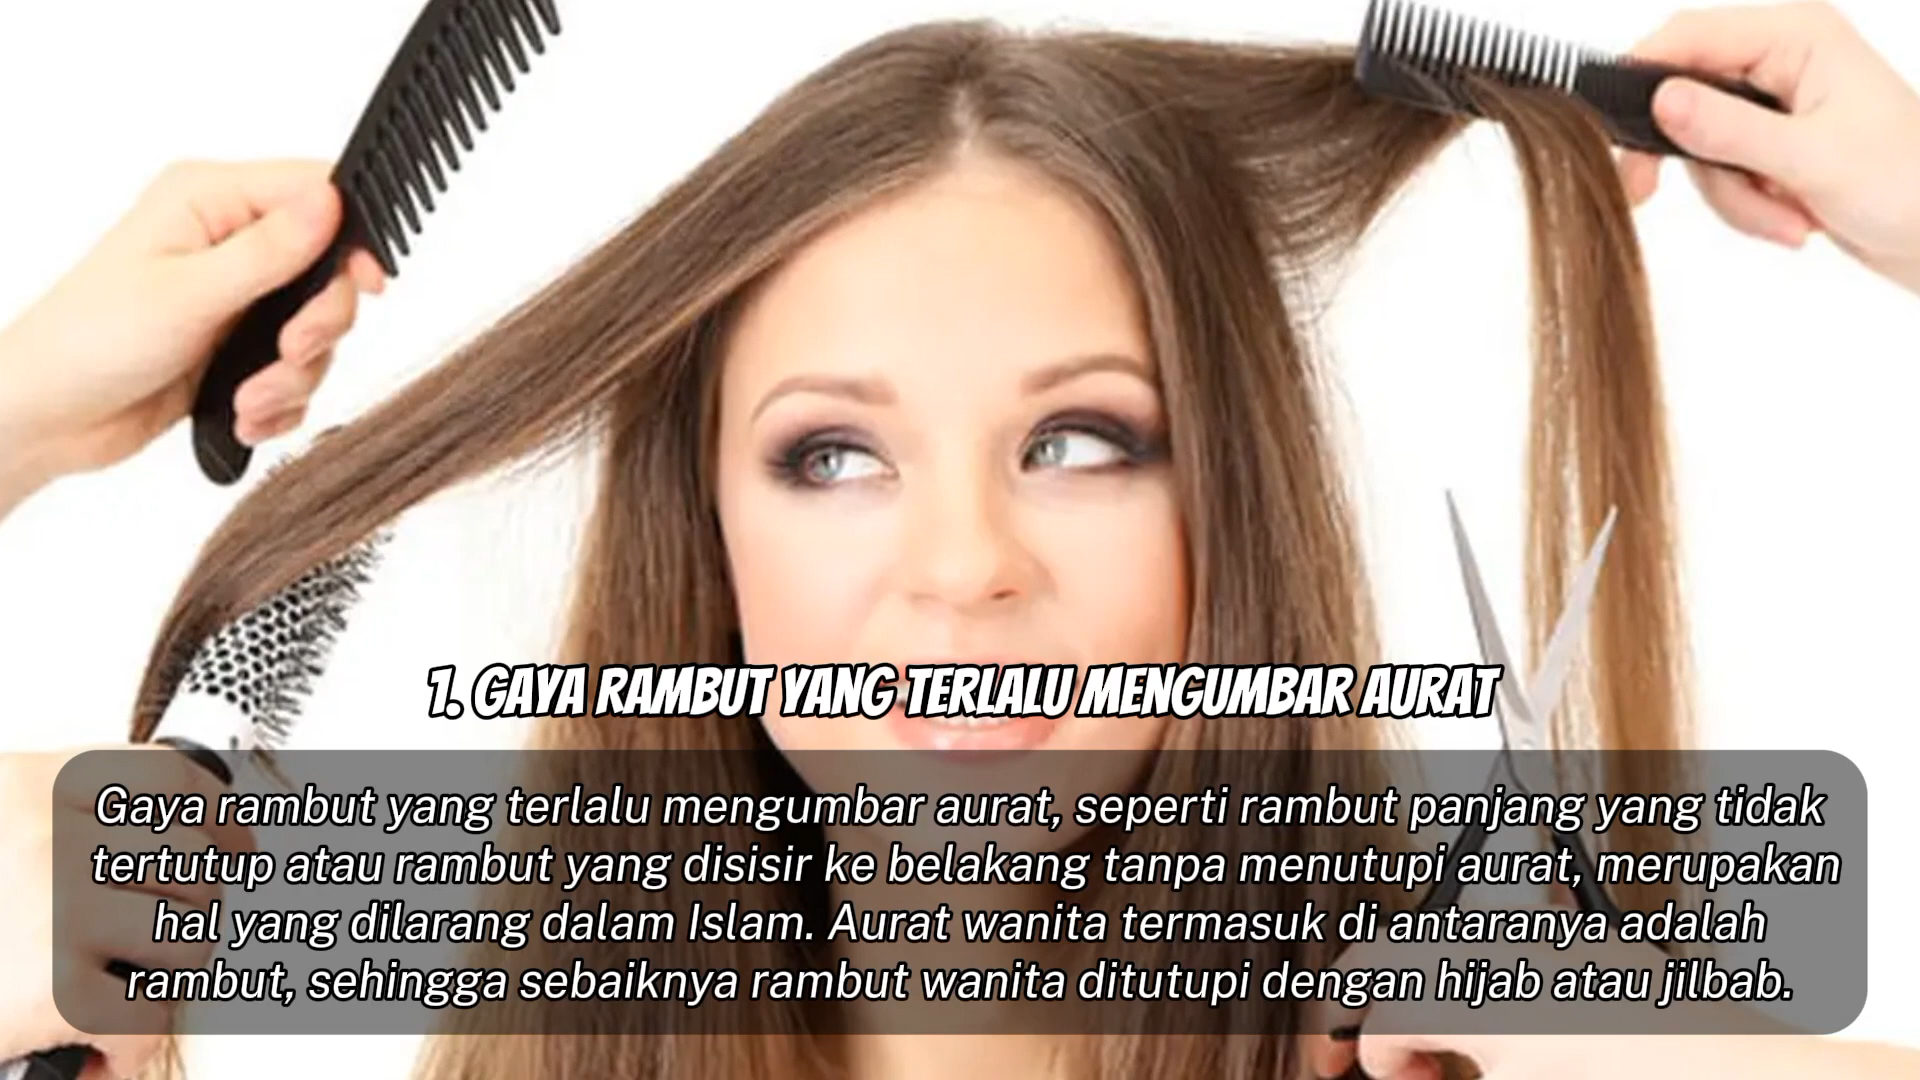 1. GAYA RAMBUT YANG TERLALU MENGUMBAR AURAT
Gaya rambut yang terlalu mengumbar aurat, seperti rambut panjang yang tidak
tertutup atau rambut yang disisir ke belakang tanpa menutupi aurat, merupakan
hal yang dilarang dalam Islam. Aurat wanita termasuk di antaranya adalah
rambut, sehingga sebaiknya rambut wanita ditutupi dengan hijab atau jilbab.